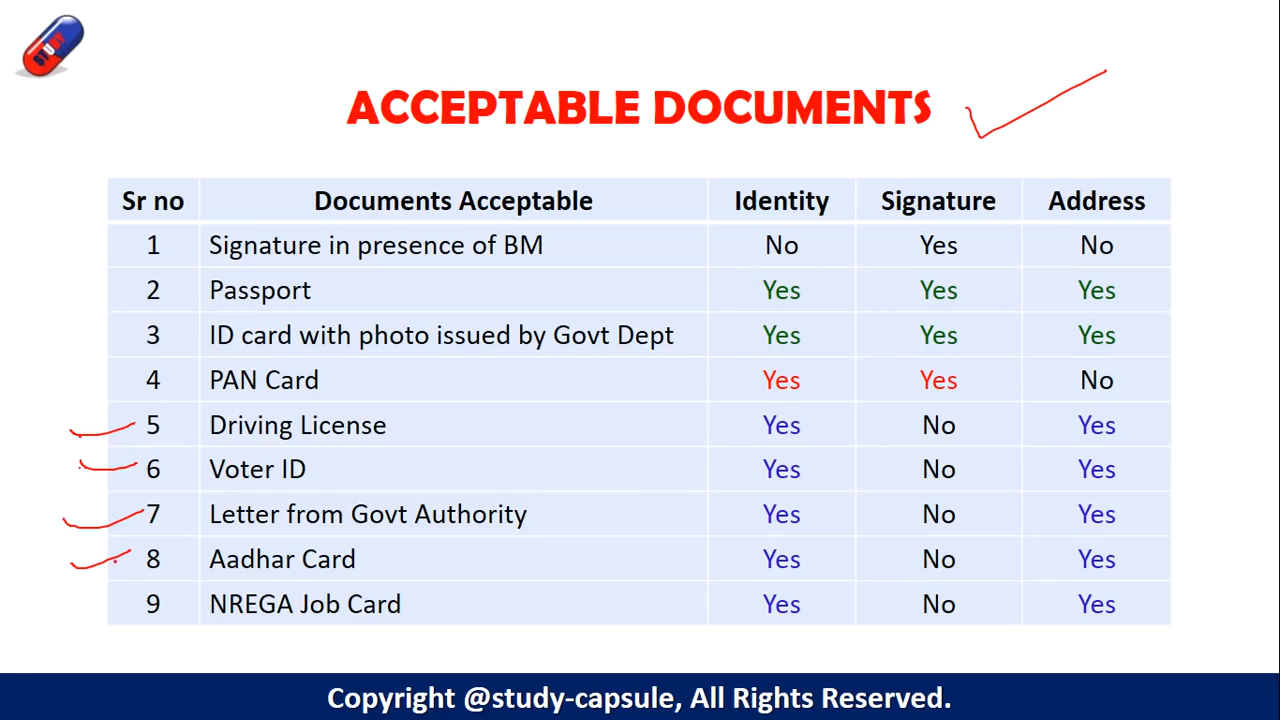 STUDY
ACCEPTABLE DOCUMENTS
Sr no Documents Acceptable Identity Signature Address
1 Signature in presence of BM No Yes No
2 Passport Yes Yes Yes
3 ID card with photo issued by Govt Dept Yes Yes Yes
4 PAN Card Yes Yes No
5 Driving License Yes No Yes
6 Voter ID Yes No Yes
7 Letter from Govt Authority Yes No Yes
8 Aadhar Card Yes No Yes
9 NREGA Job Card Yes No Yes
Copyright @study-capsule, All Rights Reserved.